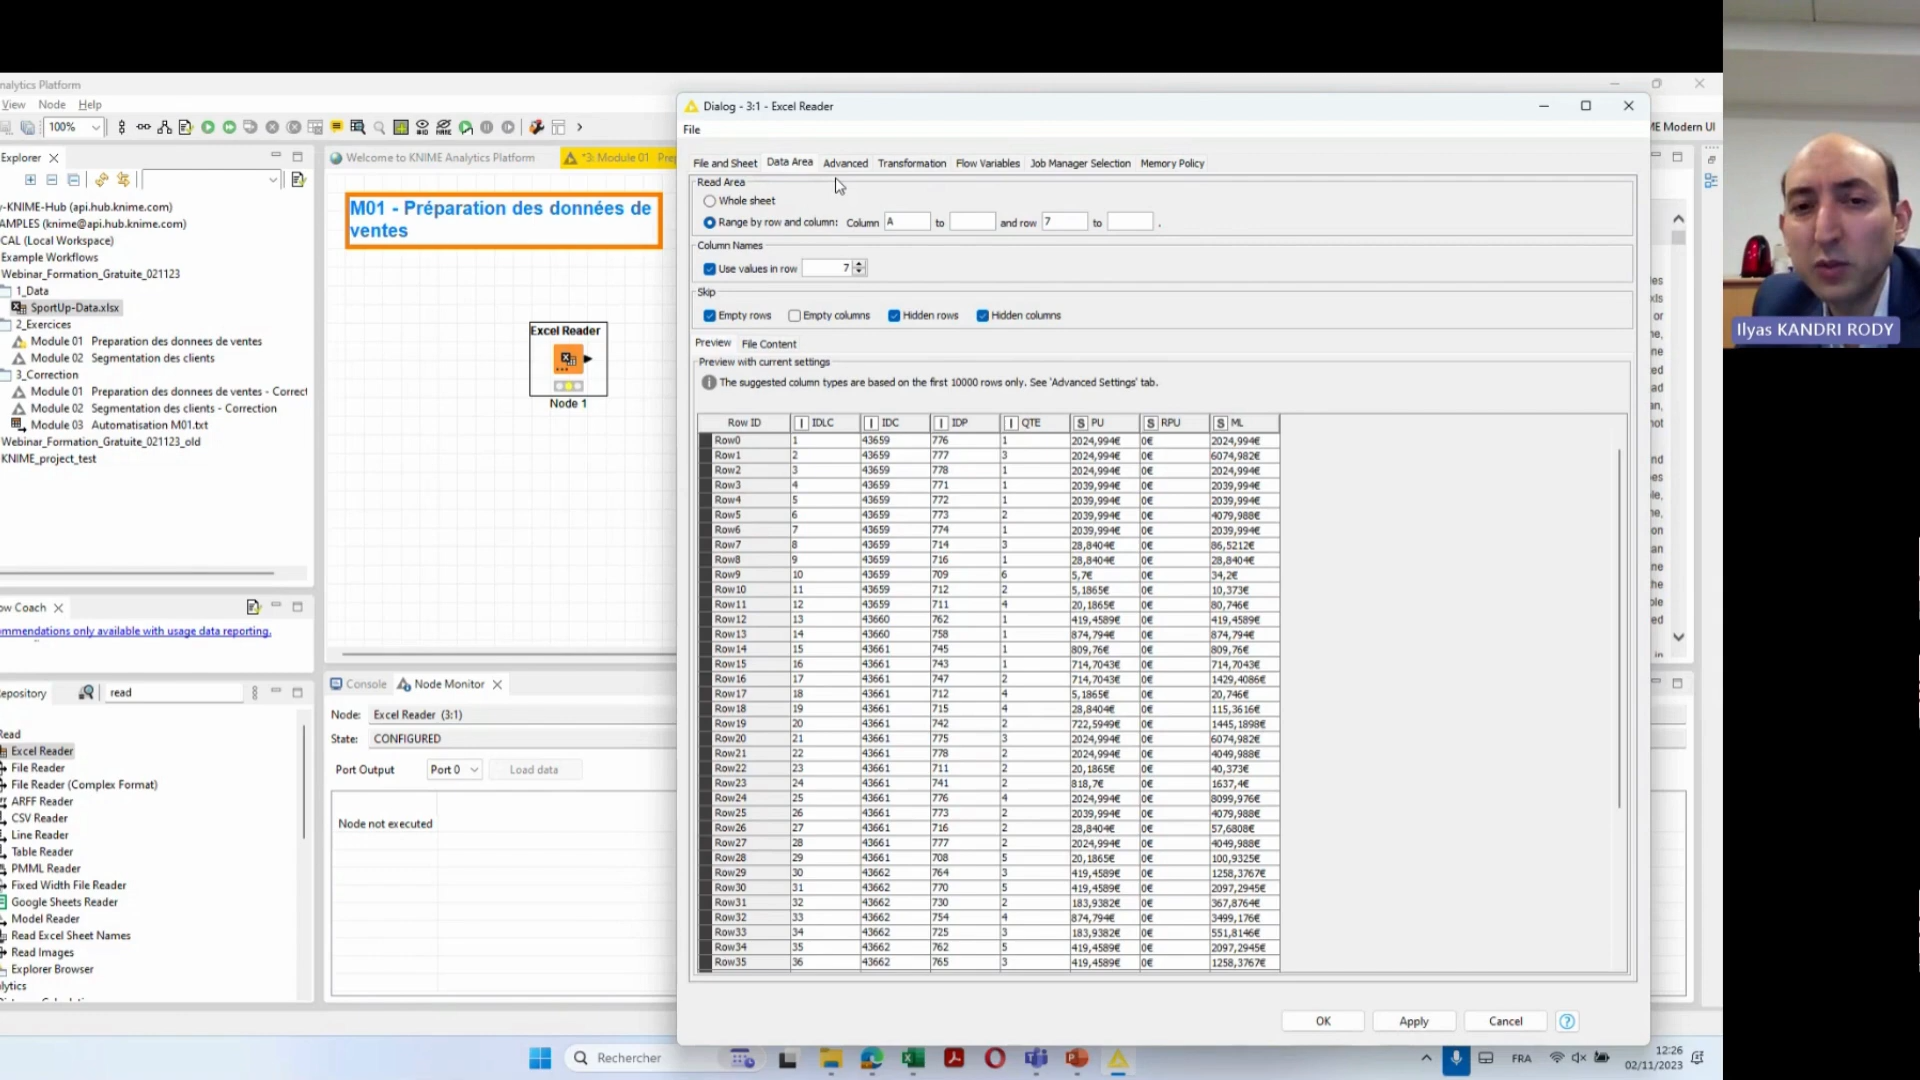 nalytics Platform
View Node Help
100%
E Modern UI
Explorer
-KNIME-Hub (api.hub.knime.com)
AMPLES (knime@api.hub.knime.com)
CAL (Local Workspace)
Example Workflows
Webinar_Formation_Gratuite_021123
1_Data
SportUp-Data.xlsx
2_Exercices
Module 01 Preparation des donnees de ventes
Module 02 Segmentation des clients
3_Correction
Module 01 Preparation des donnees de ventes - Correct
Module 02 Segmentation des clients - Correction
Module 03 Automatisation M01.txt
Webinar_Formation_Gratuite_021123_old
KNIME_project_test
ow Coach
mmendations only available with usage data reporting.
epository read
ead
Excel Reader
File Reader
File Reader (Complex Format)
ARFF Reader
CSV Reader
Line Reader
Table Reader
PMML Reader
Fixed Width File Reader
Google Sheets Reader
Model Reader
Read Excel Sheet Names
Read Images
Explorer Browser
lytics
Welcome to KNIME Analytics Platform
*3: Module 01 Prep
M01 - Préparation des données de
ventes
Excel Reader
Node 1
Console Node Monitor
Node: Excel Reader (3:1)
State: CONFIGURED
Port Output Port 0 Load data
Node not executed
Dialog - 3:1 - Excel Reader
File
File and Sheet Data Area Advanced Transformation Flow Variables Job Manager Selection Memory Policy
Read Area
Whole sheet
Range by row and column: Column A to and row 7 to .
Column Names
Use values in row 7
Skip
Empty rows Empty columns Hidden rows Hidden columns
Preview File Content
Preview with current settings
The suggested column types are based on the first 10000 rows only. See 'Advanced Settings' tab.
Row ID I IDLC I IDC I IDP I QTE S PU S RPU S ML
Row0 1 43659 776 1 2024,994€ 0€ 2024,994€
Row1 2 43659 777 3 2024,994€ 0€ 6074,982€
Row2 3 43659 778 1 2024,994€ 0€ 2024,994€
Row3 4 43659 771 1 2039,994€ 0€ 2039,994€
Row4 5 43659 772 1 2039,994€ 0€ 2039,994€
Row5 6 43659 773 2 2039,994€ 0€ 4079,988€
Row6 7 43659 774 1 2039,994€ 0€ 2039,994€
Row7 8 43659 714 3 28,8404€ 0€ 86,5212€
Row8 9 43659 716 1 28,8404€ 0€ 28,8404€
Row9 10 43659 709 6 5,7€ 0€ 34,2€
Row10 11 43659 712 2 5,1865€ 0€ 10,373€
Row11 12 43659 711 4 20,1865€ 0€ 80,746€
Row12 13 43660 762 1 419,4589€ 0€ 419,4589€
Row13 14 43660 758 1 874,794€ 0€ 874,794€
Row14 15 43661 745 1 809,76€ 0€ 809,76€
Row15 16 43661 743 1 714,7043€ 0€ 714,7043€
Row16 17 43661 747 2 714,7043€ 0€ 1429,4086€
Row17 18 43661 712 4 5,1865€ 0€ 20,746€
Row18 19 43661 715 4 28,8404€ 0€ 115,3616€
Row19 20 43661 742 2 722,5949€ 0€ 1445,1898€
Row20 21 43661 775 3 2024,994€ 0€ 6074,982€
Row21 22 43661 778 2 2024,994€ 0€ 4049,988€
Row22 23 43661 711 2 20,1865€ 0€ 40,373€
Row23 24 43661 741 2 818,7€ 0€ 1637,4€
Row24 25 43661 776 4 2024,994€ 0€ 8099,976€
Row25 26 43661 773 2 2039,994€ 0€ 4079,988€
Row26 27 43661 716 2 28,8404€ 0€ 57,6808€
Row27 28 43661 777 2 2024,994€ 0€ 4049,988€
Row28 29 43661 708 5 20,1865€ 0€ 100,9325€
Row29 30 43662 764 3 419,4589€ 0€ 1258,3767€
Row30 31 43662 770 5 419,4589€ 0€ 2097,2945€
Row31 32 43662 730 2 183,9382€ 0€ 367,8764€
Row32 33 43662 754 4 874,794€ 0€ 3499,176€
Row33 34 43662 725 3 183,9382€ 0€ 551,8146€
Row34 35 43662 762 5 419,4589€ 0€ 2097,2945€
Row35 36 43662 765 3 419,4589€ 0€ 1258,3767€
OK Apply Cancel
Ilyas KANDRI RODY
Rechercher
FRA
12:26
02/11/2023